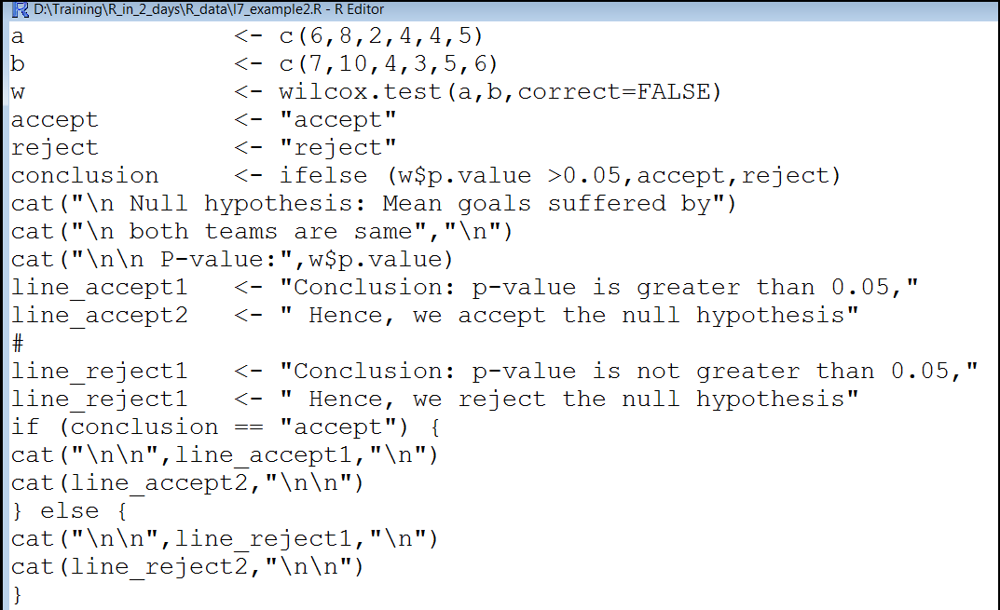 D:\Training\R_in_2_days\R_data\l7_example2.R - R Editor
a <- c(6,8,2,4,4,5)
b <- c(7,10,4,3,5,6)
w <- wilcox.test(a,b,correct=FALSE)
accept <- "accept"
reject <- "reject"
conclusion <- ifelse (w$p.value >0.05,accept,reject)
cat("\n Null hypothesis: Mean goals suffered by")
cat("\n both teams are same","\n")
cat("\n\n P-value:",w$p.value)
line_accept1 <- "Conclusion: p-value is greater than 0.05,"
line_accept2 <- " Hence, we accept the null hypothesis"
#
line_reject1 <- "Conclusion: p-value is not greater than 0.05,"
line_reject1 <- " Hence, we reject the null hypothesis"
if (conclusion == "accept") {
cat("\n\n",line_accept1,"\n")
cat(line_accept2,"\n\n")
} else {
cat("\n\n",line_reject1,"\n")
cat(line_reject2,"\n\n")
}